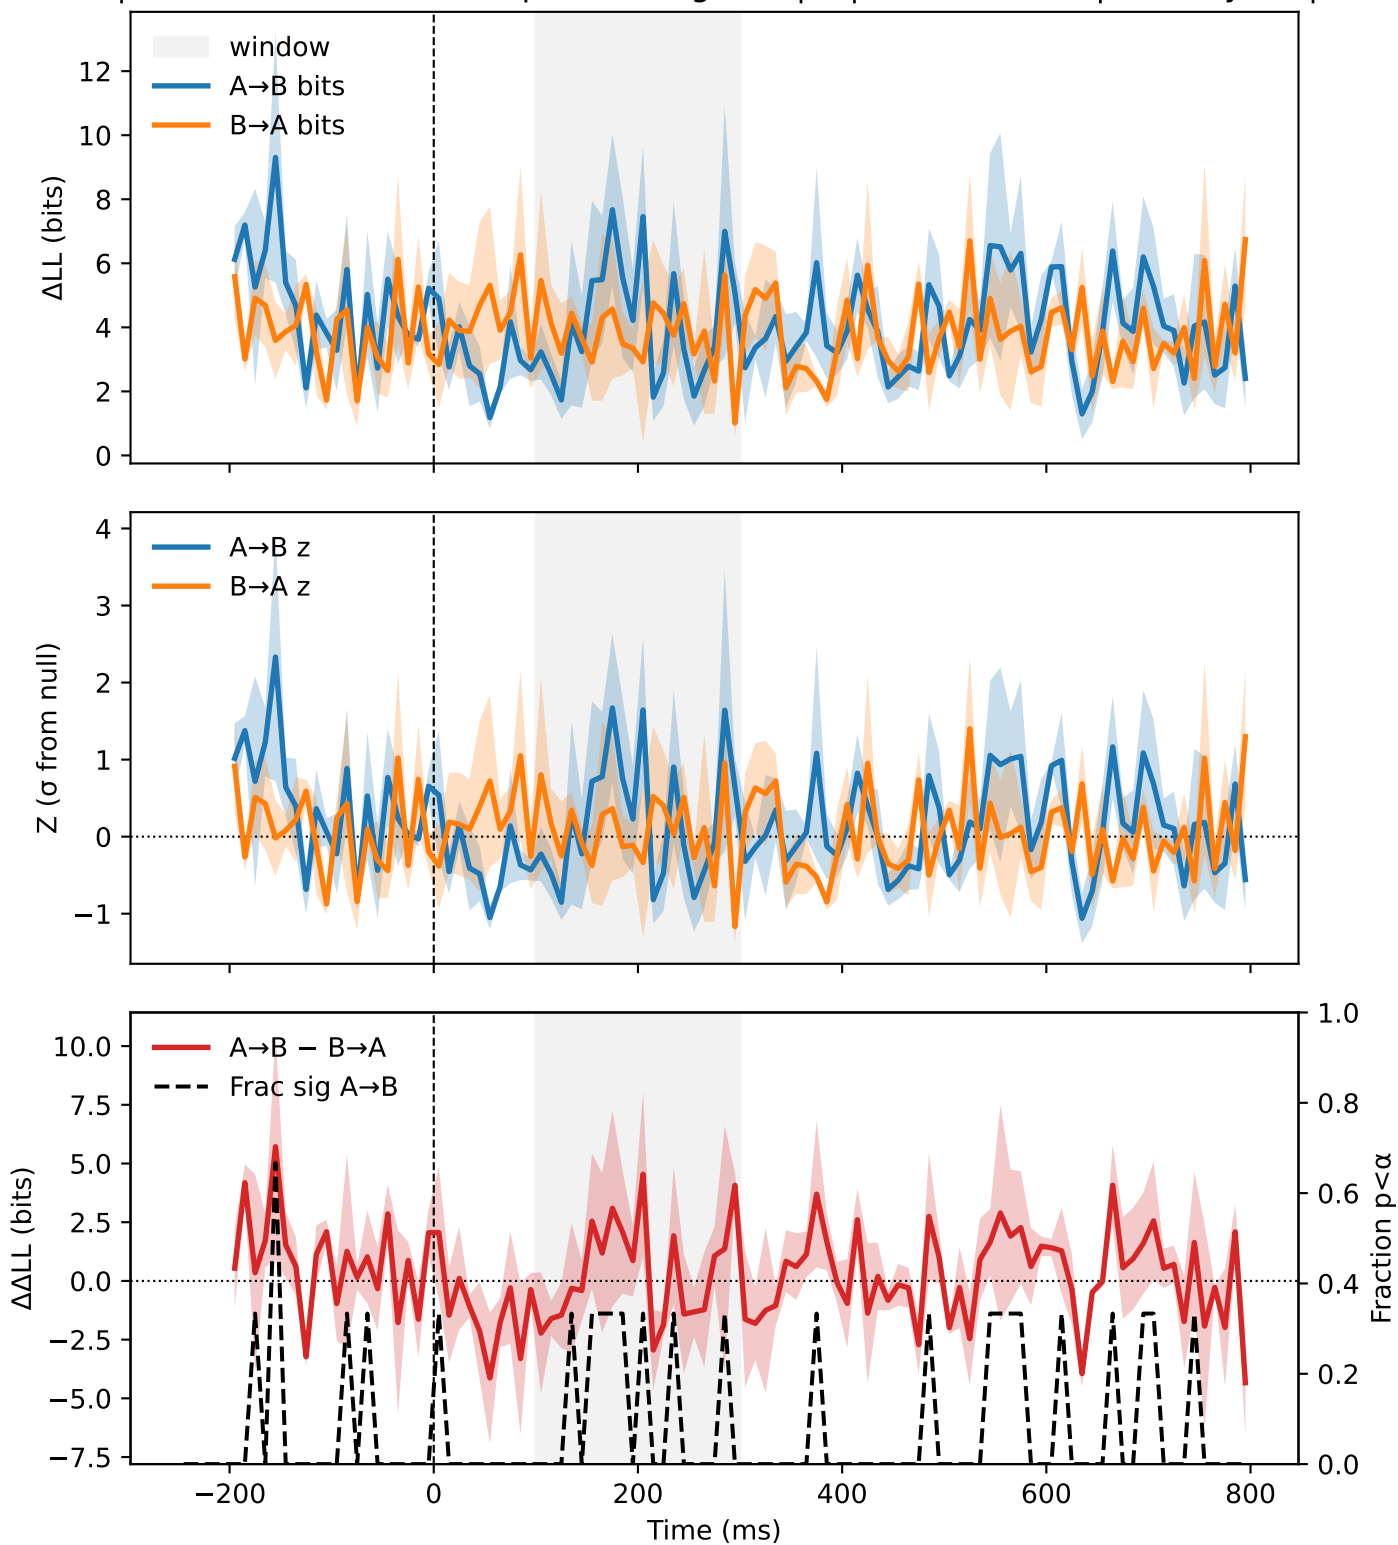 window
A→B bits
B→A bits
12
10
8
6
4
2
0
ΔLL (bits)
A→B z
B→A z
4
3
2
1
0
−1
Z (σ from null)
A→B − B→A
Frac sig A→B
10.0
7.5
5.0
2.5
0.0
−2.5
−5.0
−7.5
ΔΔLL (bits)
1.0
0.8
0.6
0.4
0.2
0.0
Fraction p<α
−200
0
200
400
600
800
Time (ms)